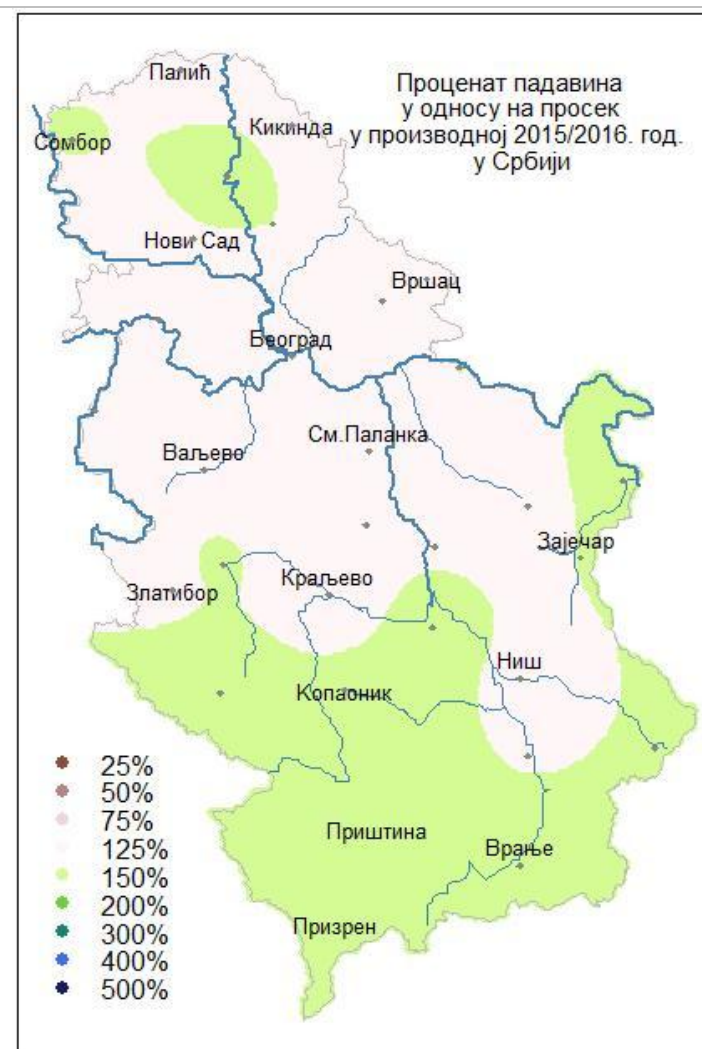 Проценат падавина
у односу на просек
у производној 2015/2016. год.
у Србији
Палић
Сомбор
Кикинда
Нови Сад
Вршац
Београд
См.Паланка
Ваљево
Зајечар
Златибор
Краљево
Ниш
Копаоник
Приштина
Врање
Призрен
25%
50%
75%
125%
150%
200%
300%
400%
500%